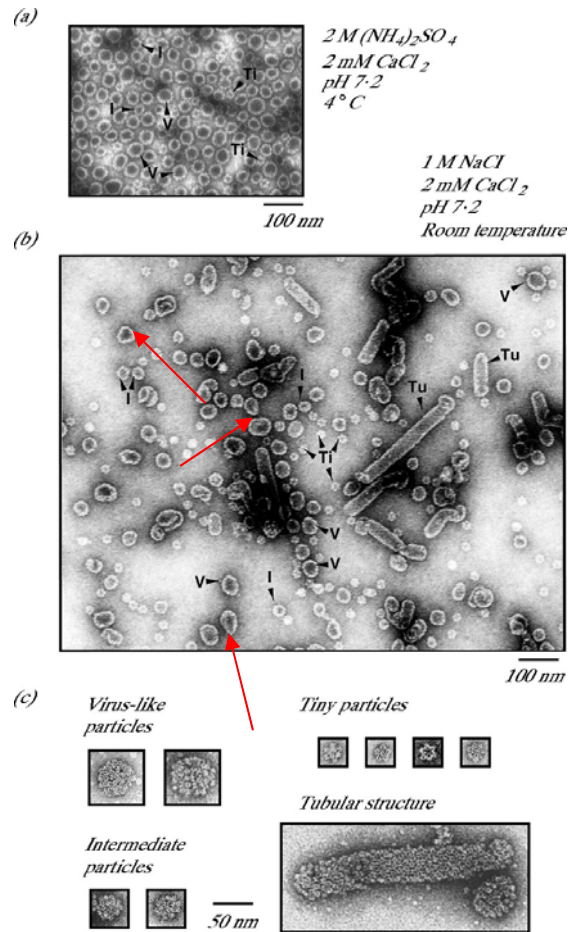 (a)
2 M (NH4)2SO4
2 mM CaCl2
pH 7·2
4° C
I
Ti
I
V
V
Ti
100 nm
1 M NaCl
2 mM CaCl2
pH 7·2
Room temperature
(b)
V
Tu
Tu
I
I
Ti
V
V
V
I
100 nm
(c)
Virus-like
particles
Tiny particles
Tubular structure
Intermediate
particles
50 nm